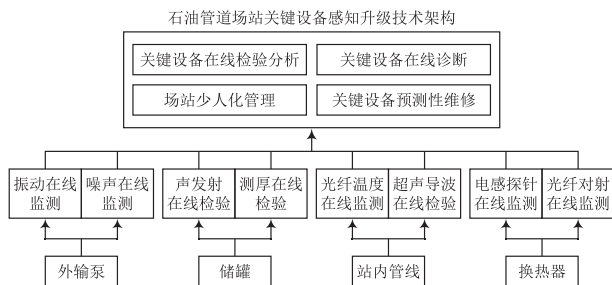 石油管道场站关键设备感知升级技术架构
关键设备在线检验分析
关键设备在线诊断
场站少人化管理
关键设备预测性维修
振动在线
监测
噪声在线
监测
声发射
在线检验
测厚在线
检验
光纤温度
在线监测
超声导波
在线检验
电感探针
在线监测
光纤对射
在线监测
外输泵
储罐
站内管线
换热器